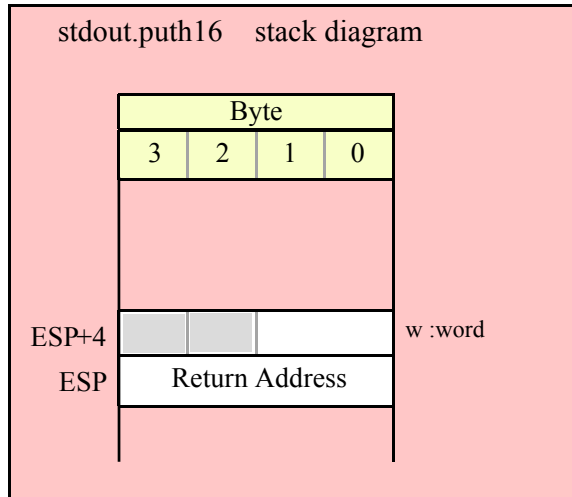 stdout.puth16 stack diagram
Byte
3 2 1 0
ESP+4 w :word
ESP Return Address